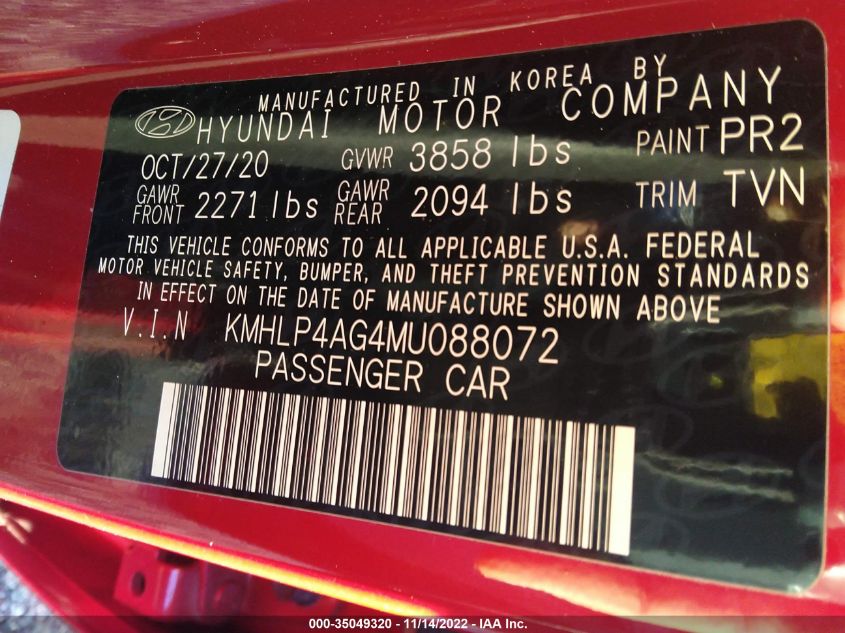 MANUFACTURED IN KOREA BY
HYUNDAI MOTOR COMPANY
OCT/27/20 GVWR 3858 lbs PAINT PR2
GAWR FRONT 2271 lbs GAWR REAR 2094 lbs TRIM TVN
THIS VEHICLE CONFORMS TO ALL APPLICABLE U.S.A. FEDERAL
MOTOR VEHICLE SAFETY, BUMPER, AND THEFT PREVENTION STANDARDS
IN EFFECT ON THE DATE OF MANUFACTURE SHOWN ABOVE
V.I.N KMHLP4AG4MU088072
PASSENGER CAR
000-35049320 - 11/14/2022 - IAA Inc.